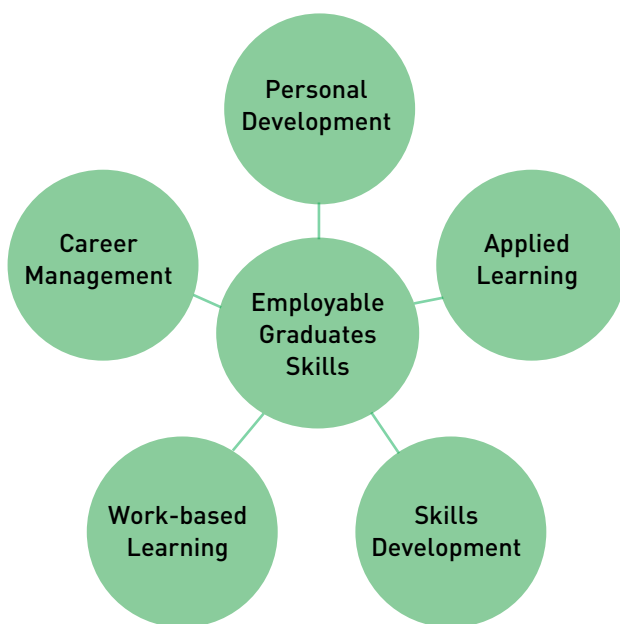 Personal
Development
Career
Management
Applied
Learning
Employable
Graduates
Skills
Work-based
Learning
Skills
Development